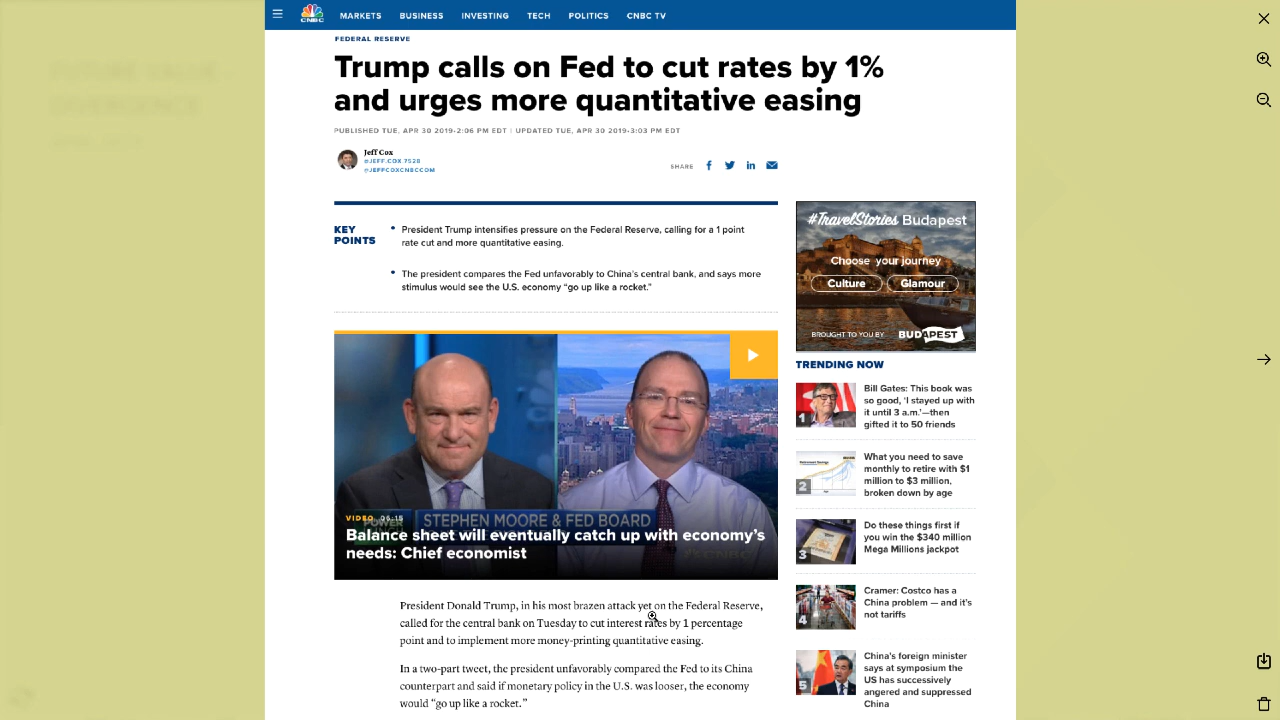 CNBC
MARKETS BUSINESS INVESTING TECH POLITICS CNBC TV
FEDERAL RESERVE
Trump calls on Fed to cut rates by 1%
and urges more quantitative easing
PUBLISHED TUE, APR 30 2019-2:06 PM EDT | UPDATED TUE, APR 30 2019-3:03 PM EDT
Jeff Cox
@JEFF.COX.7528
@JEFFCOXCNBCCOM
SHARE
KEY
POINTS
• President Trump intensifies pressure on the Federal Reserve, calling for a 1 point
rate cut and more quantitative easing.
• The president compares the Fed unfavorably to China's central bank, and says more
stimulus would see the U.S. economy "go up like a rocket."
VIDEO 06:15
STEPHEN MOORE & FED BOARD
Balance sheet will eventually catch up with economy's
needs: Chief economist
President Donald Trump, in his most brazen attack yet on the Federal Reserve,
called for the central bank on Tuesday to cut interest rates by 1 percentage
point and to implement more money-printing quantitative easing.
In a two-part tweet, the president unfavorably compared the Fed to its China
counterpart and said if monetary policy in the U.S. was looser, the economy
would "go up like a rocket."
#TravelStories Budapest
Choose your journey
Culture Glamour
BROUGHT TO YOU BY BUDAPEST
TRENDING NOW
1
Bill Gates: This book was
so good, 'I stayed up with
it until 3 a.m.'—then
gifted it to 50 friends
2
What you need to save
monthly to retire with $1
million to $3 million,
broken down by age
3
Do these things first if
you win the $340 million
Mega Millions jackpot
4
Cramer: Costco has a
China problem — and it's
not tariffs
5
China's foreign minister
says at symposium the
US has successively
angered and suppressed
China